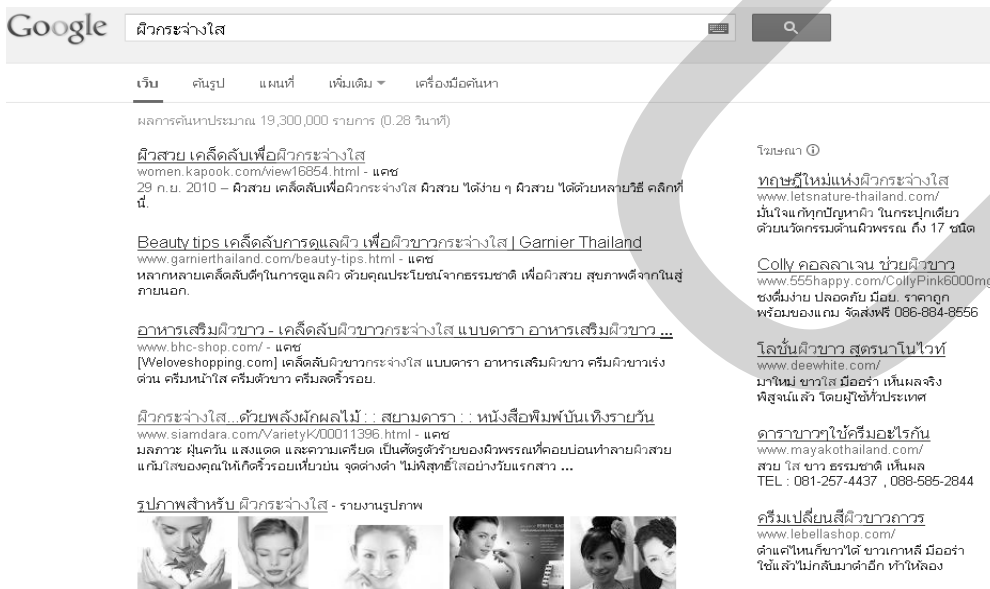 Google
ผิวกระจ่างใส
เว็บ ค้นรูป แผนที่ เพิ่มเติม เครื่องมือค้นหา
ผลการค้นหาประมาณ 19,300,000 รายการ (0.28 วินาที)
ผิวสวย เคล็ดลับเพื่อผิวกระจ่างใส
women.kapook.com/view16854.html - แคช
29 ก.ย. 2010 – ผิวสวย เคล็ดลับเพื่อผิวกระจ่างใส ผิวสวย ได้ง่าย ๆ ผิวสวย ได้ด้วยหลายวิธี คลิกที่
นี่.
Beauty tips เคล็ดลับการดูแลผิว เพื่อผิวขาวกระจ่างใส | Garnier Thailand
www.garnierthailand.com/beauty-tips.html - แคช
หลากหลายเคล็ดลับดีๆในการดูแลผิว ด้วยคุณประโยชน์จากธรรมชาติ เพื่อผิวสวย สุขภาพดีจากในสู่
ภายนอก.
อาหารเสริมผิวขาว - เคล็ดลับผิวขาวกระจ่างใส แบบดารา อาหารเสริมผิวขาว ...
www.bhc-shop.com/ - แคช
[Weloveshopping.com] เคล็ดลับผิวขาวกระจ่างใส แบบดารา อาหารเสริมผิวขาว ครีมผิวขาวเร่ง
ด่วน ครีมหน้าใส ครีมตัวขาว ครีมลดริ้วรอย.
ผิวกระจ่างใส...ด้วยพลังผักผลไม้ : : สยามดารา : : หนังสือพิมพ์บันเทิงรายวัน
www.siamdara.com/VarietyK/00011396.html - แคช
มลภาวะ ฝุ่นควัน แสงแดด และความเครียด เป็นศัตรูตัวร้ายของผิวพรรณที่คอยบ่อนทำลายผิวสวย
แก้มใสของคุณให้เกิดริ้วรอยเหี่ยวย่น จุดด่างดำ ไม่พิสุทธิ์ใสอย่างวัยแรกสาว ...
รูปภาพสำหรับ ผิวกระจ่างใส - รายงานรูปภาพ
โฆษณา
ทฤษฎีใหม่แห่งผิวกระจ่างใส
www.letsnature-thailand.com/
มั่นใจแก้ทุกปัญหาผิว ในกระปุกเดียว
ด้วยนวัตกรรมด้านผิวพรรณ ถึง 17 ชนิด
Colly คอลลาเจน ช่วยผิวขาว
www.555happy.com/CollyPink6000mg
ชงดื่มง่าย ปลอดภัย มีอย. ราคาถูก
พร้อมของแถม จัดส่งฟรี 086-884-8556
โลชั่นผิวขาว สูตรนาโนไวท์
www.deewhite.com/
มาใหม่ ขาวใส มีออร่า เห็นผลจริง
พิสูจน์แล้ว โดยผู้ใช้ทั่วประเทศ
ดาราขาวๆใช้ครีมอะไรกัน
www.mayakothailand.com/
สวย ใส ขาว ธรรมชาติ เห็นผล
TEL : 081-257-4437 , 088-585-2844
ครีมเปลี่ยนสีผิวขาวถาวร
www.lebellashop.com/
ดำแค่ไหนก็ขาวได้ ขาวเกาหลี มีออร่า
ใช้แล้วไม่กลับมาดำอีก ท้าให้ลอง